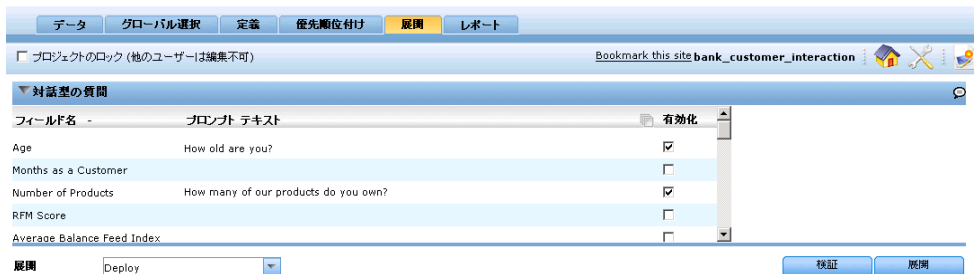 データ グローバル選択 定義 優先順位付け 展開 レポート
プロジェクトのロック (他のユーザーは編集不可) Bookmark this site bank_customer_interaction
対話型の質問
フィールド名 - プロンプト テキスト 有効化
Age How old are you?
Months as a Customer
Number of Products How many of our products do you own?
RFM Score
Average Balance Feed Index
展開 Deploy 検証 展開